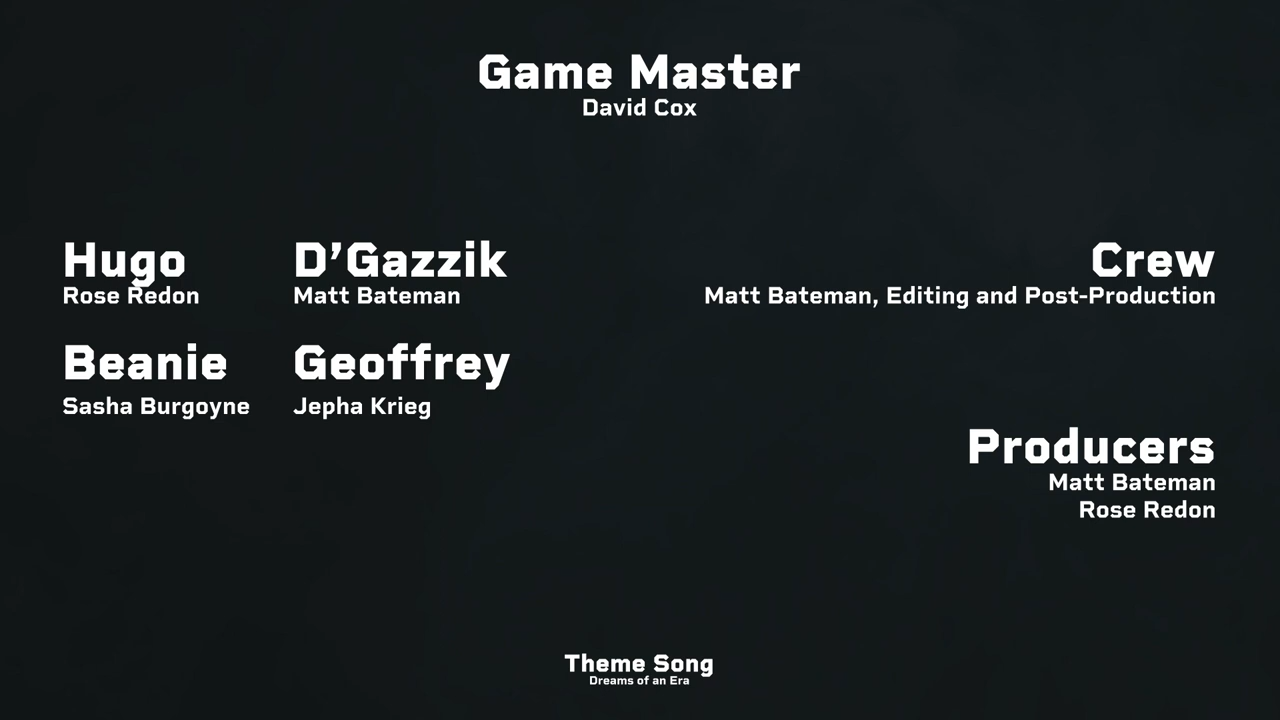 Game Master
David Cox
Hugo
Rose Redon
D'Gazzik
Matt Bateman
Beanie
Sasha Burgoyne
Geoffrey
Jepha Krieg
Crew
Matt Bateman, Editing and Post-Production
Producers
Matt Bateman
Rose Redon
Theme Song
Dreams of an Era